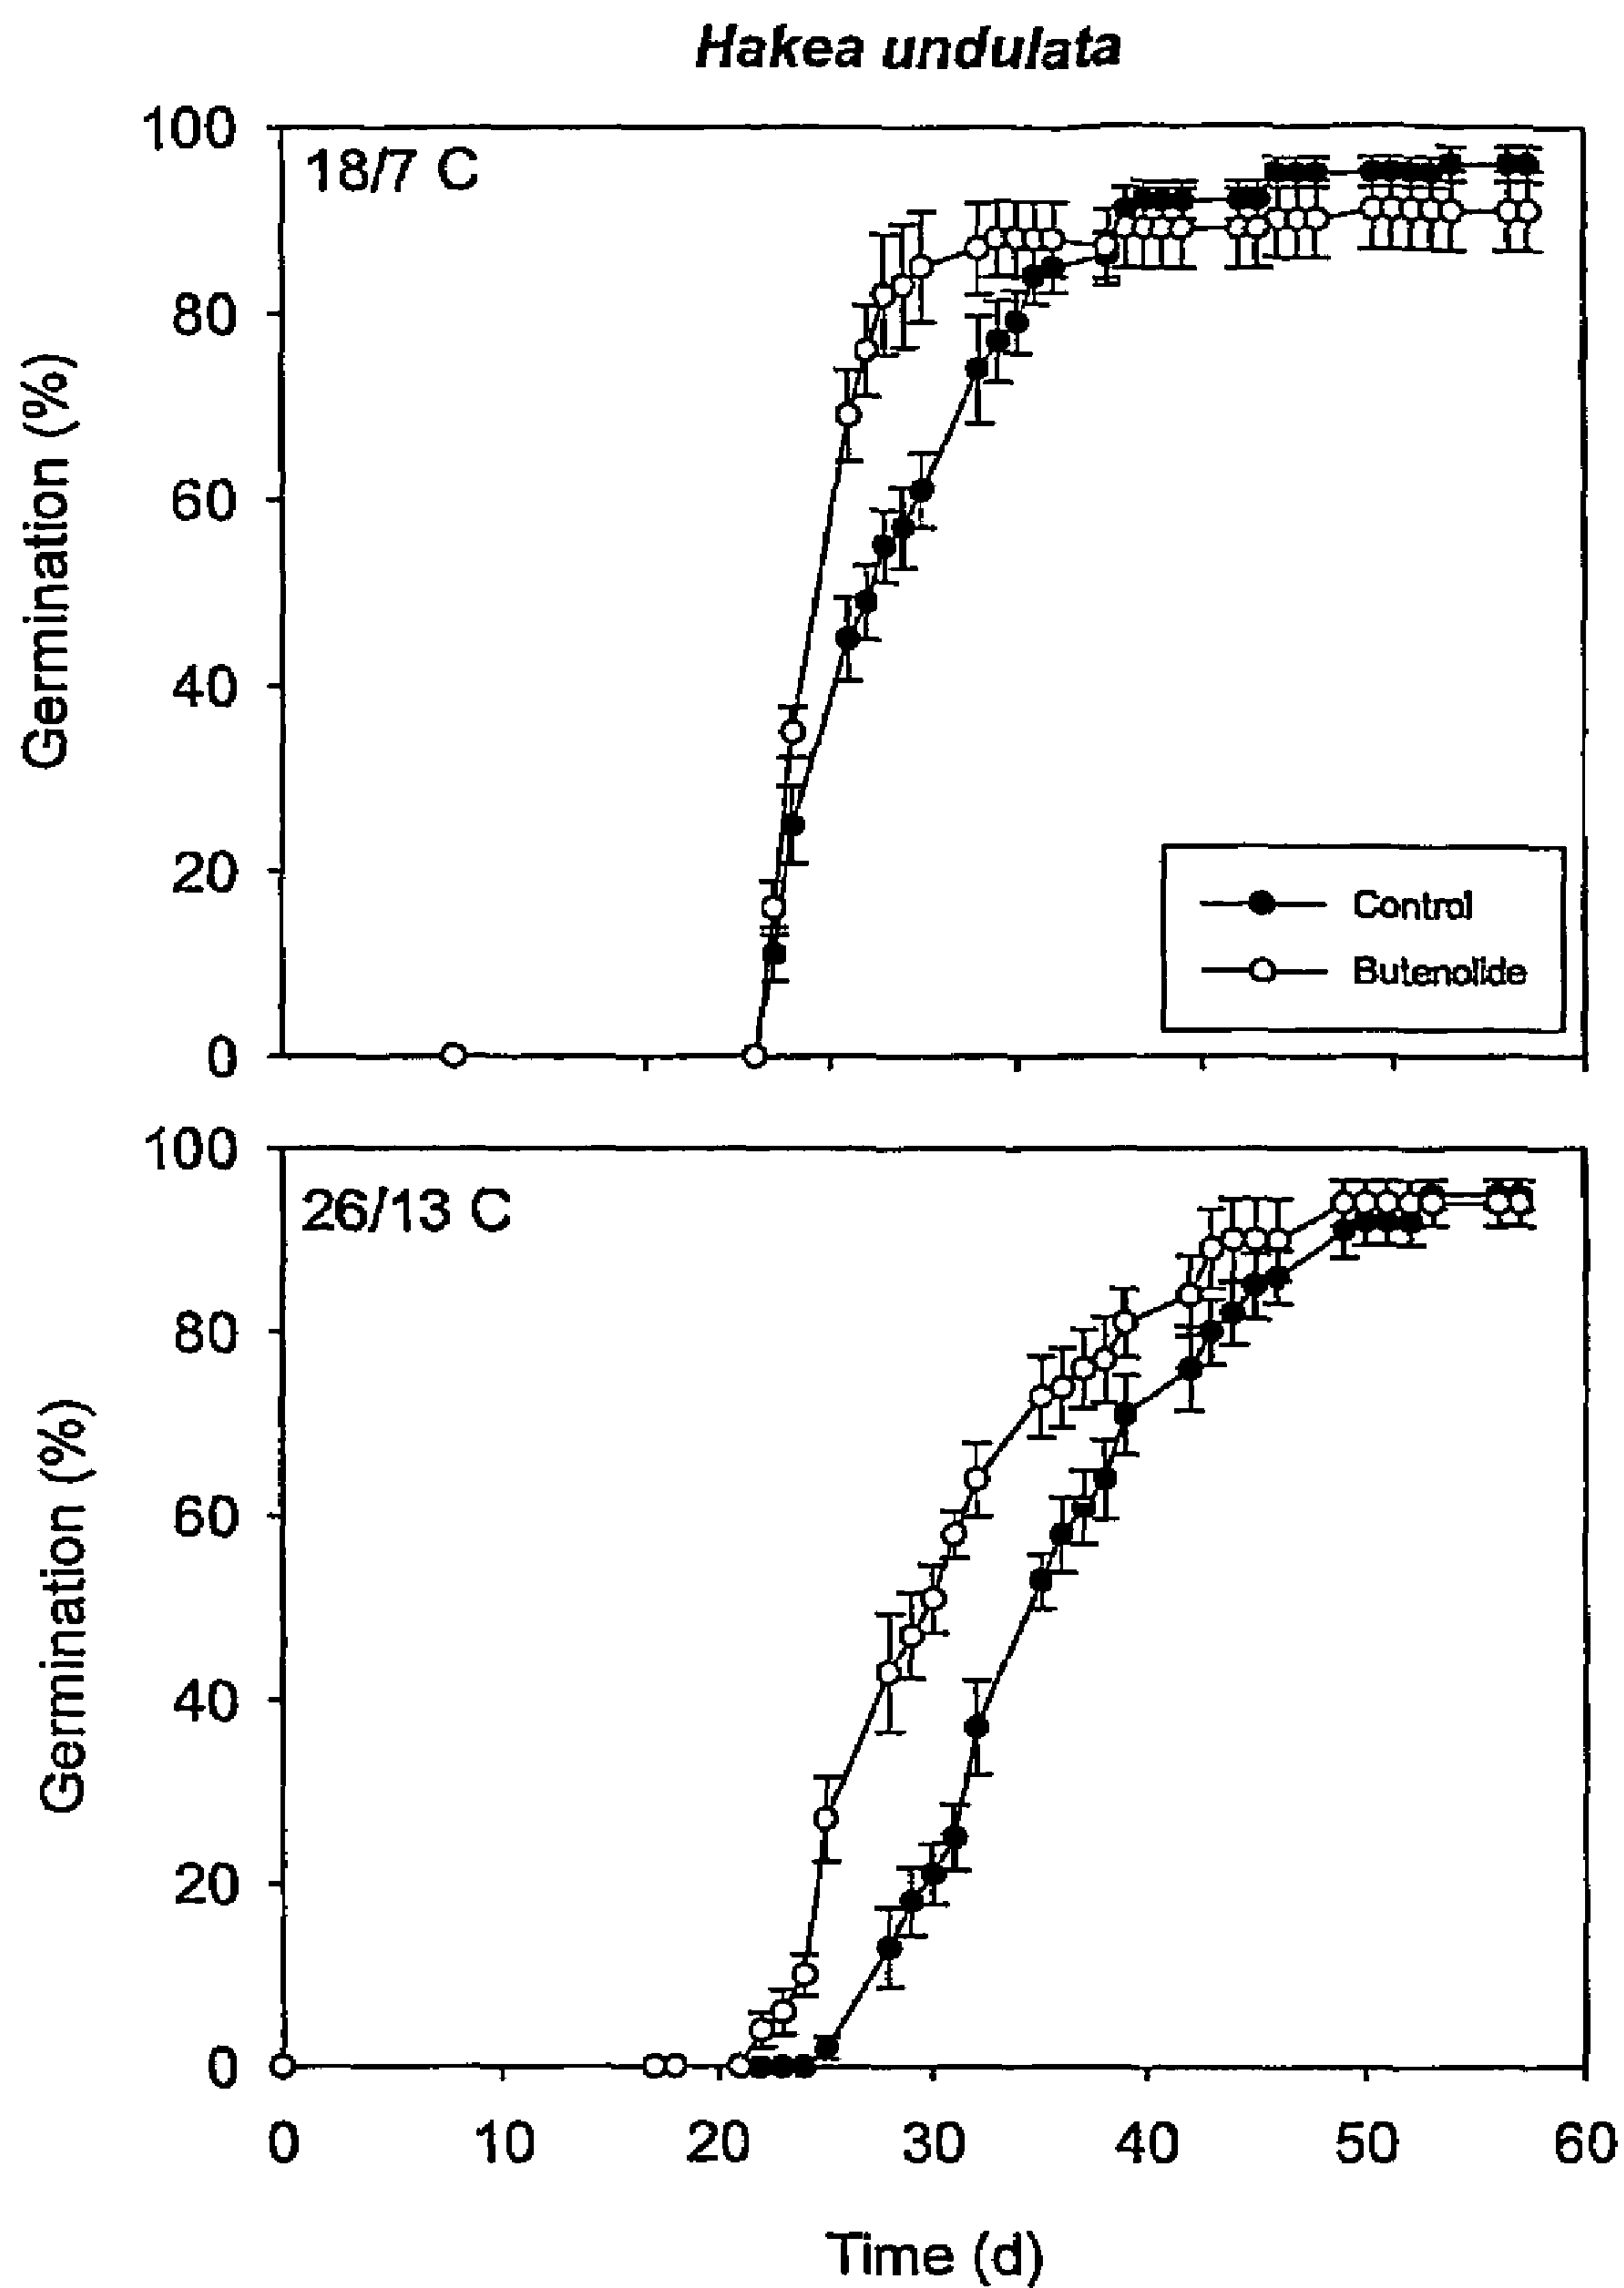 Hakea undulata
100
18/7 C
80
60
40
20
0
Germination (%)
Control
Butenolide
100
26/13 C
80
60
40
20
0
Germination (%)
0 10 20 30 40 50 60
Time (d)